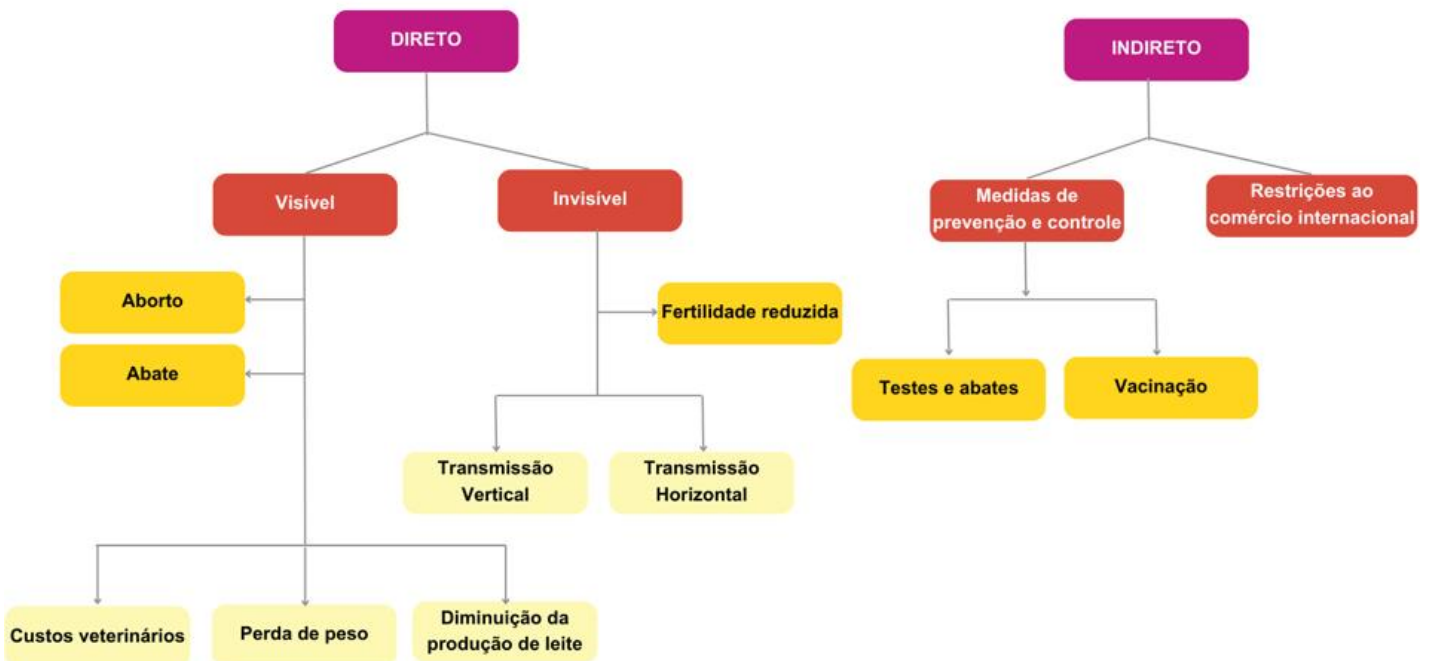 DIRETO
INDIRETO
Visível
Invisível
Medidas de
prevenção e controle
Restrições ao
comércio internacional
Aborto
Fertilidade reduzida
Abate
Testes e abates
Vacinação
Transmissão
Vertical
Transmissão
Horizontal
Custos veterinários
Perda de peso
Diminuição da
produção de leite